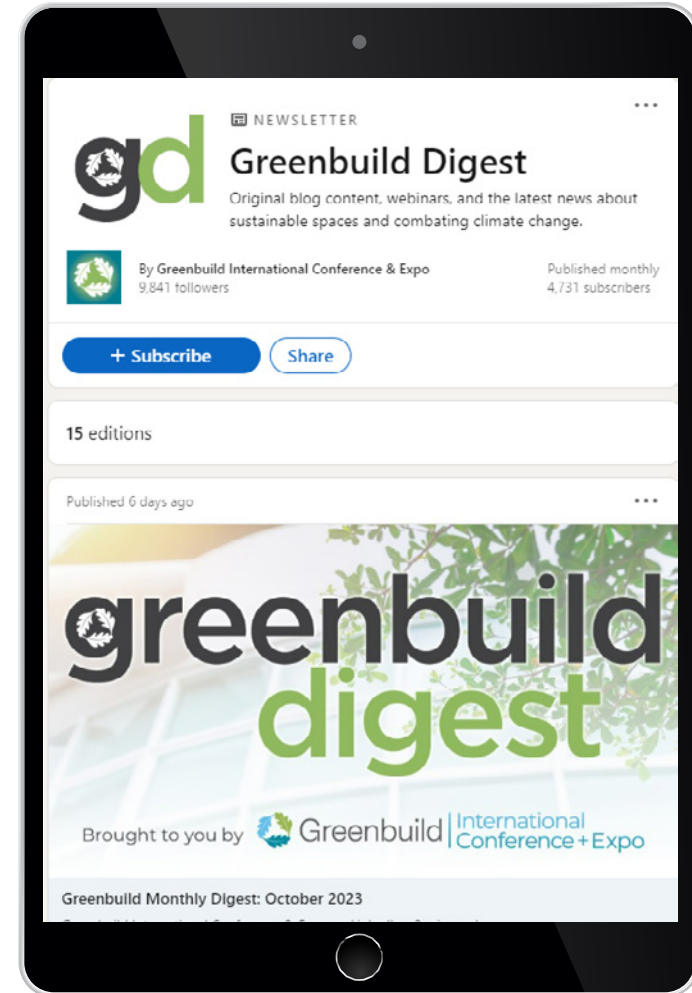 gd
NEWSLETTER
Greenbuild Digest
Original blog content, webinars, and the latest news about
sustainable spaces and combating climate change.
By Greenbuild International Conference & Expo
9,841 followers
Published monthly
4,731 subscribers
+ Subscribe
Share
15 editions
Published 6 days ago
greenbuild
digest
Brought to you by Greenbuild International
Conference + Expo
Greenbuild Monthly Digest: October 2023